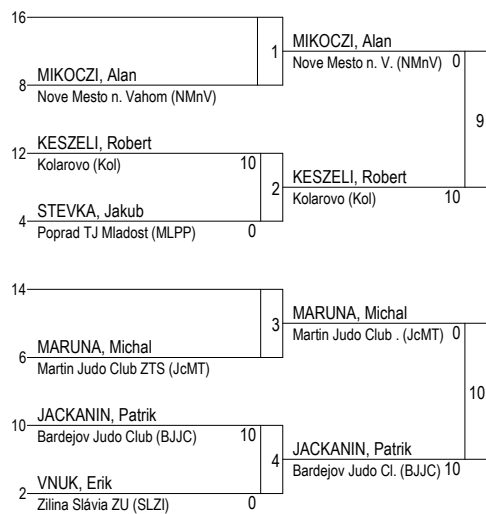 16
1
MIKOCZI, Alan
Nove Mesto n. V. (NMnV) 0
MIKOCZI, Alan
8
Nove Mesto n. Vahom (NMnV)
9
KESZELI, Robert
12
Kolarovo (Kol) 10
2
KESZELI, Robert
Kolarovo (Kol) 10
STEVKA, Jakub
4
Poprad TJ Mladost (MLPP) 0
14
3
MARUNA, Michal
Martin Judo Club . (JcMT) 0
MARUNA, Michal
6
Martin Judo Club ZTS (JcMT)
10
JACKANIN, Patrik
10
Bardejov Judo Club (BJJC) 10
4
JACKANIN, Patrik
Bardejov Judo Cl. (BJJC) 10
VNUK, Erik
2
Zilina Slávia ZU (SLZI) 0